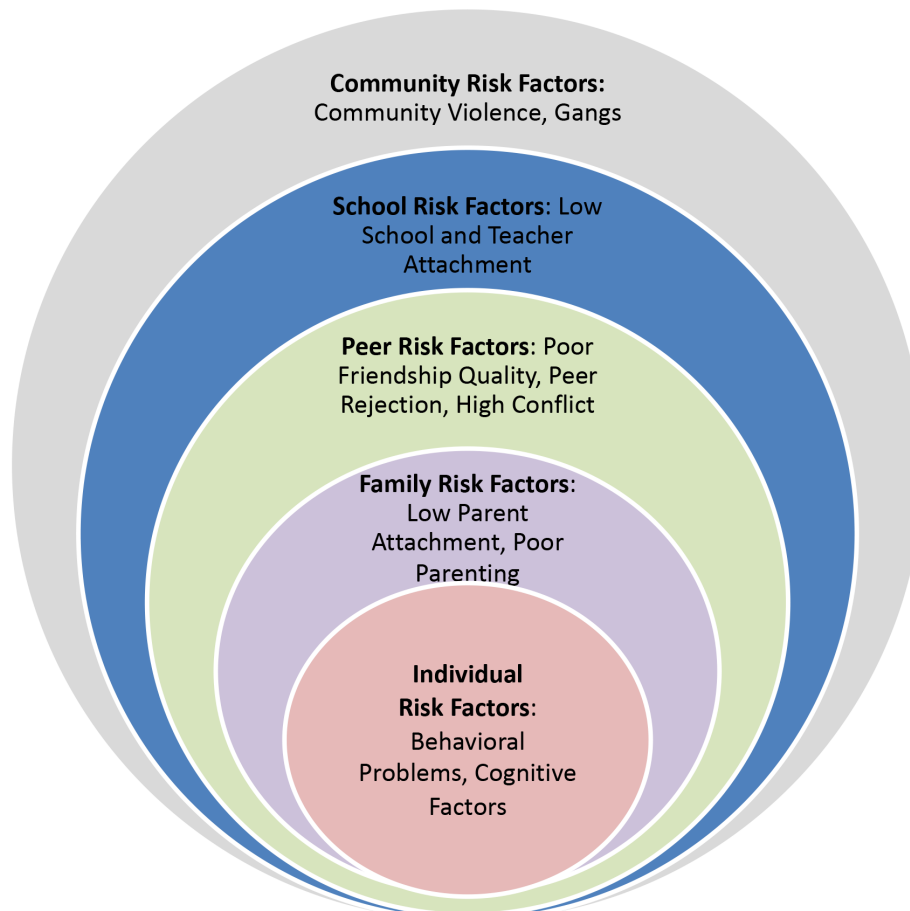 Community Risk Factors:
Community Violence, Gangs
School Risk Factors: Low
School and Teacher
Attachment
Peer Risk Factors: Poor
Friendship Quality, Peer
Rejection, High Conflict
Family Risk Factors:
Low Parent
Attachment, Poor
Parenting
Individual
Risk Factors:
Behavioral
Problems, Cognitive
Factors